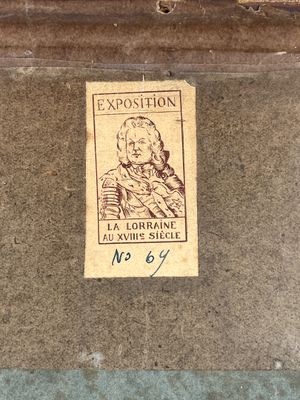 EXPOSITION
LA LORRAINE
AU XVIIIe SIÈCLE
No 64